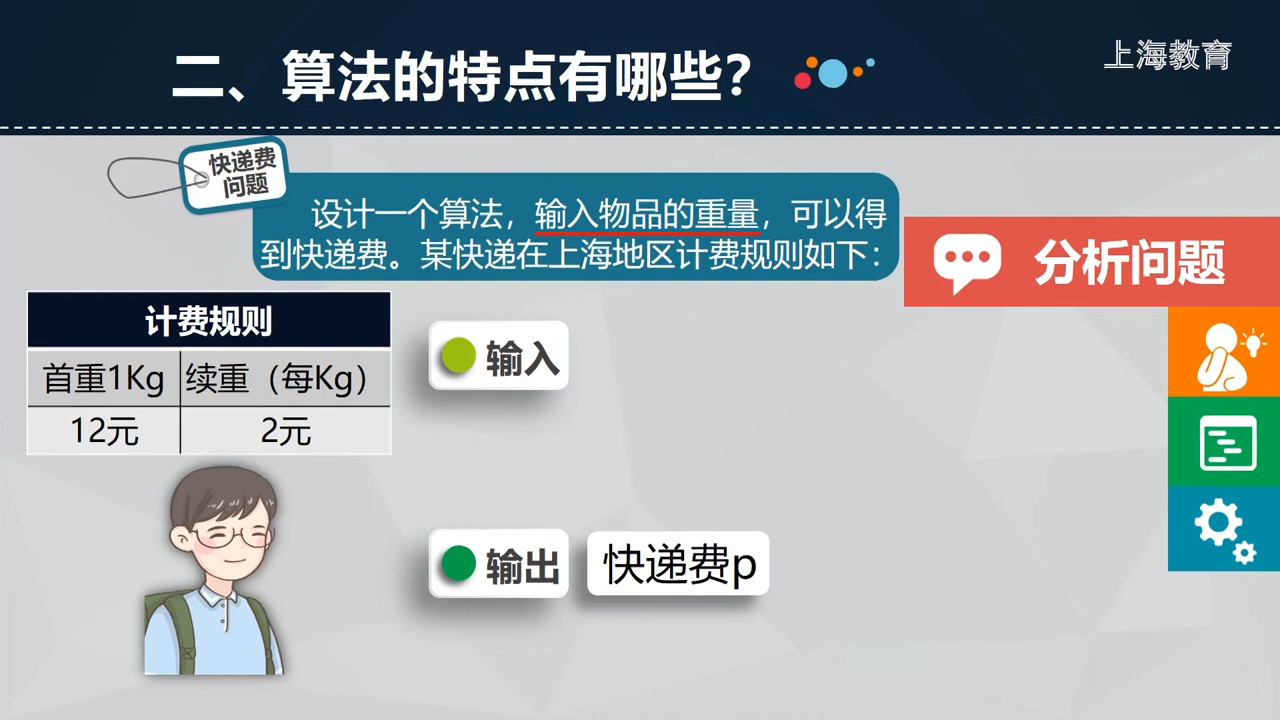 二、算法的特点有哪些？
上海教育
快递费
问题
设计一个算法，输入物品的重量，可以得
到快递费。某快递在上海地区计费规则如下：
分析问题
计费规则
首重1Kg 续重（每Kg）
12元 2元
输入
输出 快递费p